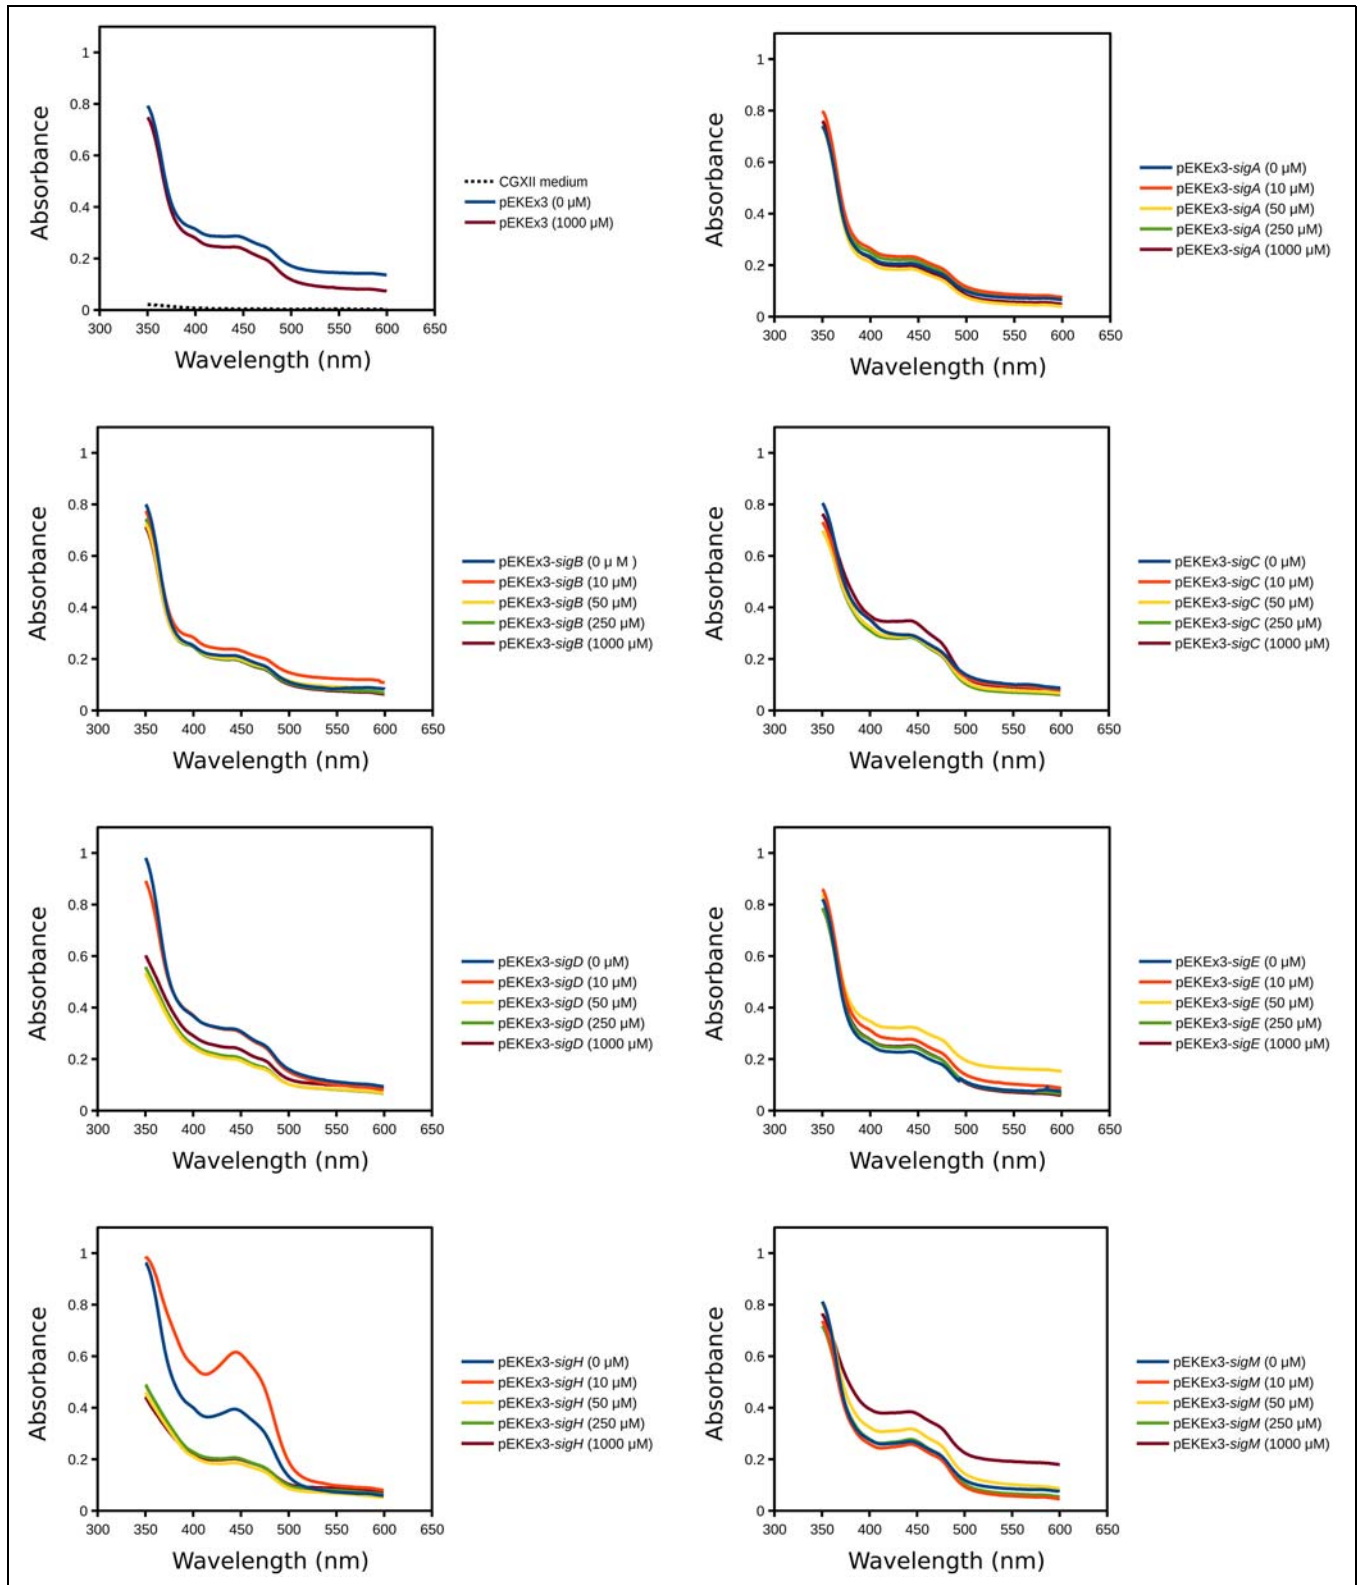 1
0.8
0.6
0.4
0.2
0
300 350 400 450 500 550 600 650
Absorbance
Wavelength (nm)
CGXII medium
pEKEx3 (0 µM)
pEKEx3 (1000 µM)
1
0.8
0.6
0.4
0.2
0
300 350 400 450 500 550 600 650
Absorbance
Wavelength (nm)
pEKEx3-sigA (0 µM)
pEKEx3-sigA (10 µM)
pEKEx3-sigA (50 µM)
pEKEx3-sigA (250 µM)
pEKEx3-sigA (1000 µM)
1
0.8
0.6
0.4
0.2
0
300 350 400 450 500 550 600 650
Absorbance
Wavelength (nm)
pEKEx3-sigB (0 µ M )
pEKEx3-sigB (10 µM)
pEKEx3-sigB (50 µM)
pEKEx3-sigB (250 µM)
pEKEx3-sigB (1000 µM)
1
0.8
0.6
0.4
0.2
0
300 350 400 450 500 550 600 650
Absorbance
Wavelength (nm)
pEKEx3-sigC (0 µM)
pEKEx3-sigC (10 µM)
pEKEx3-sigC (50 µM)
pEKEx3-sigC (250 µM)
pEKEx3-sigC (1000 µM)
1
0.8
0.6
0.4
0.2
0
300 350 400 450 500 550 600 650
Absorbance
Wavelength (nm)
pEKEx3-sigD (0 µM)
pEKEx3-sigD (10 µM)
pEKEx3-sigD (50 µM)
pEKEx3-sigD (250 µM)
pEKEx3-sigD (1000 µM)
1
0.8
0.6
0.4
0.2
0
300 350 400 450 500 550 600 650
Absorbance
Wavelength (nm)
pEKEx3-sigE (0 µM)
pEKEx3-sigE (10 µM)
pEKEx3-sigE (50 µM)
pEKEx3-sigE (250 µM)
pEKEx3-sigE (1000 µM)
1
0.8
0.6
0.4
0.2
0
300 350 400 450 500 550 600 650
Absorbance
Wavelength (nm)
pEKEx3-sigH (0 µM)
pEKEx3-sigH (10 µM)
pEKEx3-sigH (50 µM)
pEKEx3-sigH (250 µM)
pEKEx3-sigH (1000 µM)
1
0.8
0.6
0.4
0.2
0
300 350 400 450 500 550 600 650
Absorbance
Wavelength (nm)
pEKEx3-sigM (0 µM)
pEKEx3-sigM (10 µM)
pEKEx3-sigM (50 µM)
pEKEx3-sigM (250 µM)
pEKEx3-sigM (1000 µM)